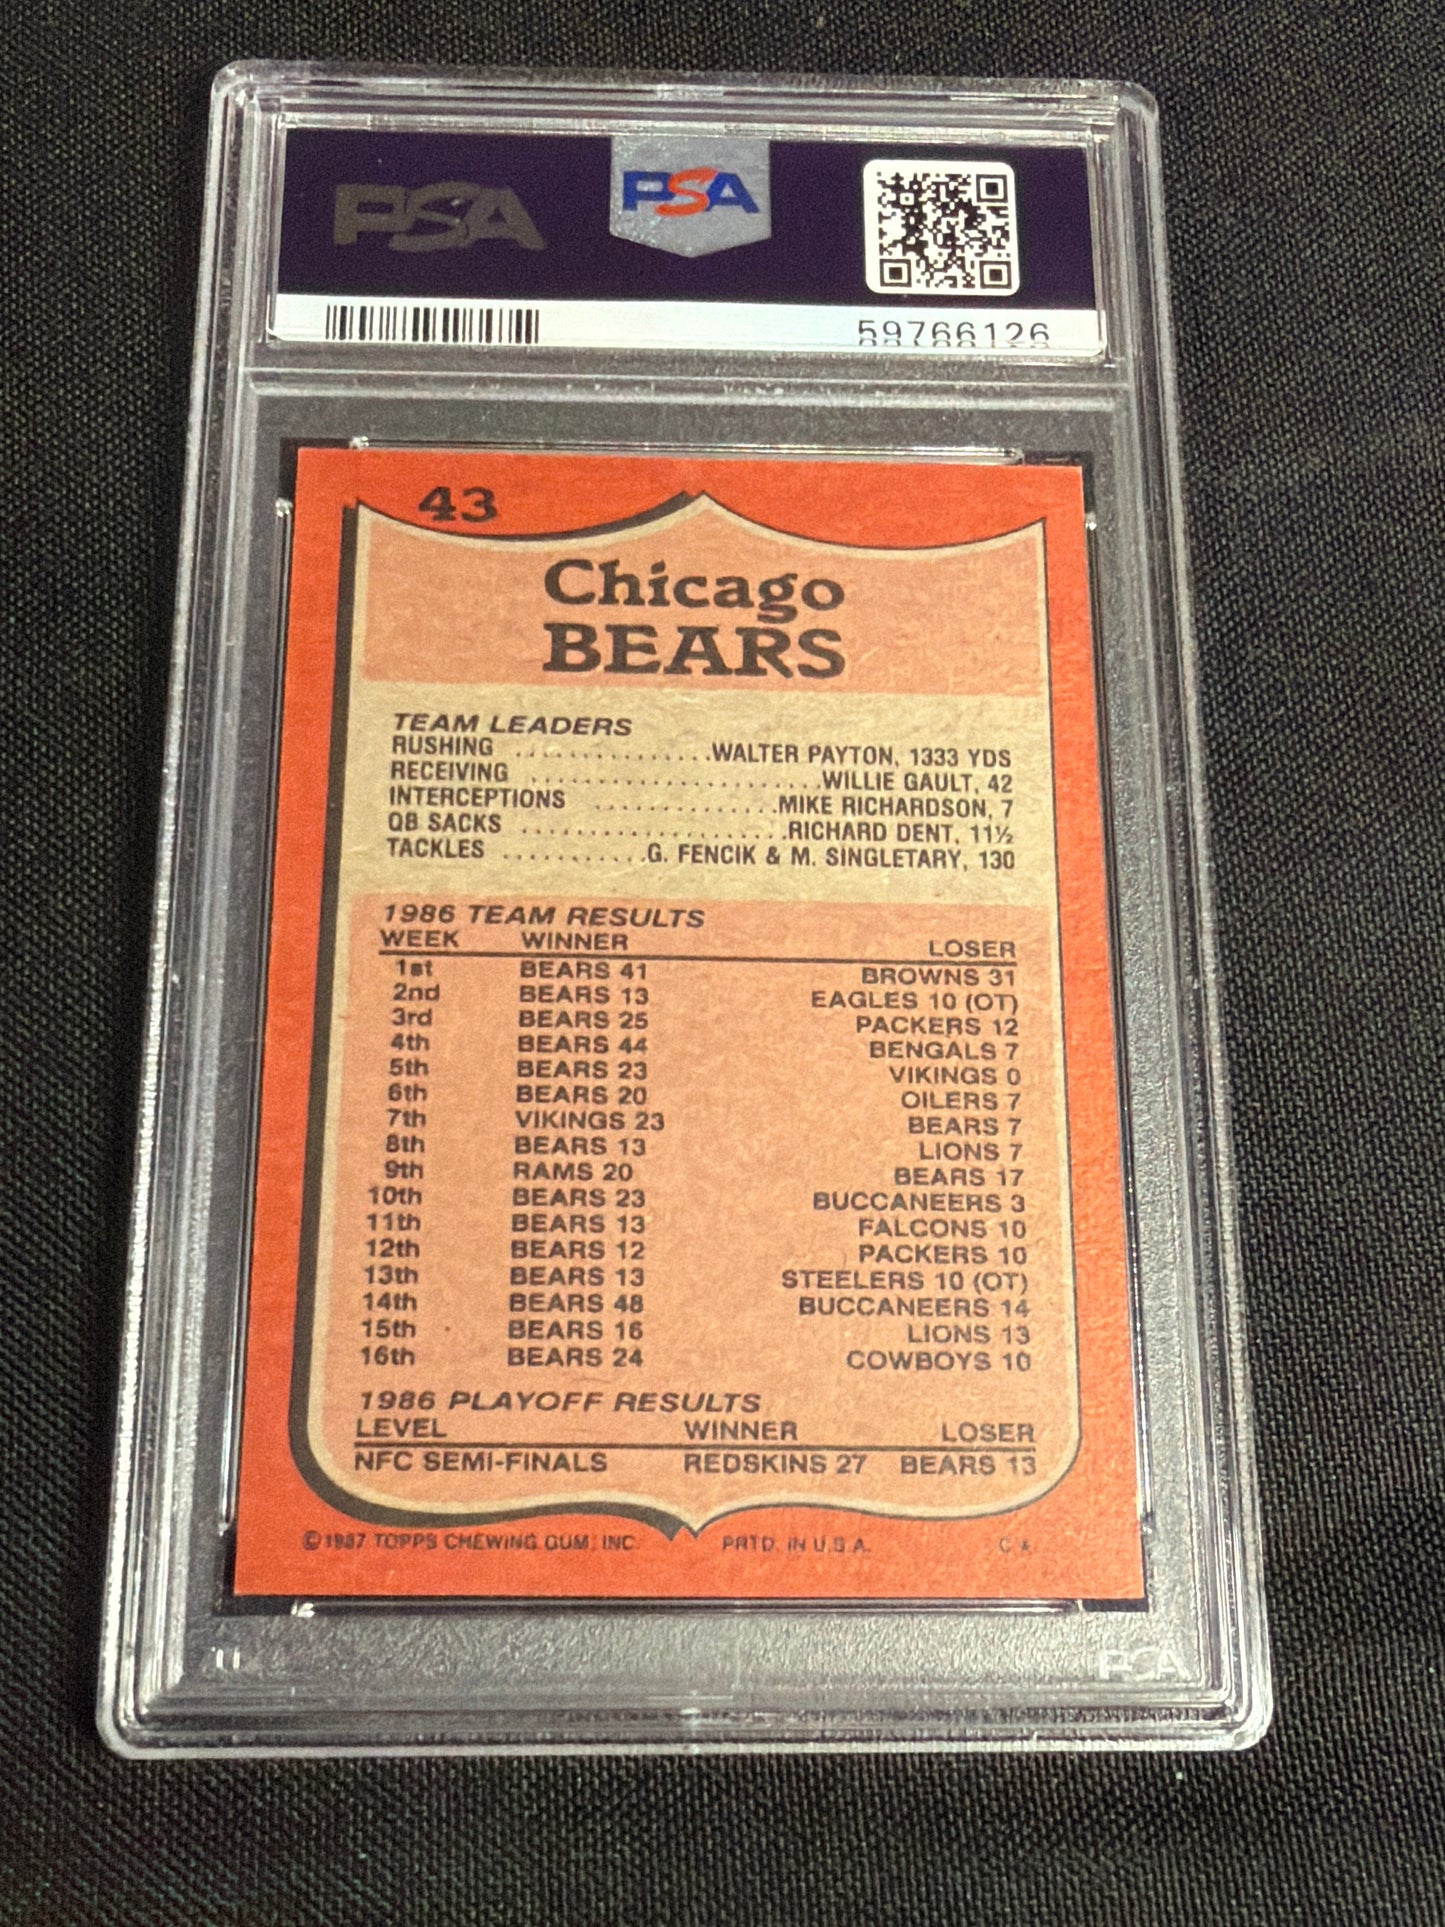 PSA
PSA
59766126
43
Chicago
BEARS
TEAM LEADERS
RUSHING ................WALTER PAYTON, 1333 YDS
RECEIVING ........................WILLIE GAULT, 42
INTERCEPTIONS ................MIKE RICHARDSON, 7
QB SACKS ......................RICHARD DENT, 11½
TACKLES ............G. FENCIK & M. SINGLETARY, 130
1986 TEAM RESULTS
WEEK WINNER LOSER
1st BEARS 41 BROWNS 31
2nd BEARS 13 EAGLES 10 (OT)
3rd BEARS 25 PACKERS 12
4th BEARS 44 BENGALS 7
5th BEARS 23 VIKINGS 0
6th BEARS 20 OILERS 7
7th VIKINGS 23 BEARS 7
8th BEARS 13 LIONS 7
9th RAMS 20 BEARS 17
10th BEARS 23 BUCCANEERS 3
11th BEARS 13 FALCONS 10
12th BEARS 12 PACKERS 10
13th BEARS 13 STEELERS 10 (OT)
14th BEARS 48 BUCCANEERS 14
15th BEARS 16 LIONS 13
16th BEARS 24 COWBOYS 10
1986 PLAYOFF RESULTS
LEVEL WINNER LOSER
NFC SEMI-FINALS REDSKINS 27 BEARS 13
©1987 TOPPS CHEWING GUM, INC. PRTD. IN U.S.A.
PSA